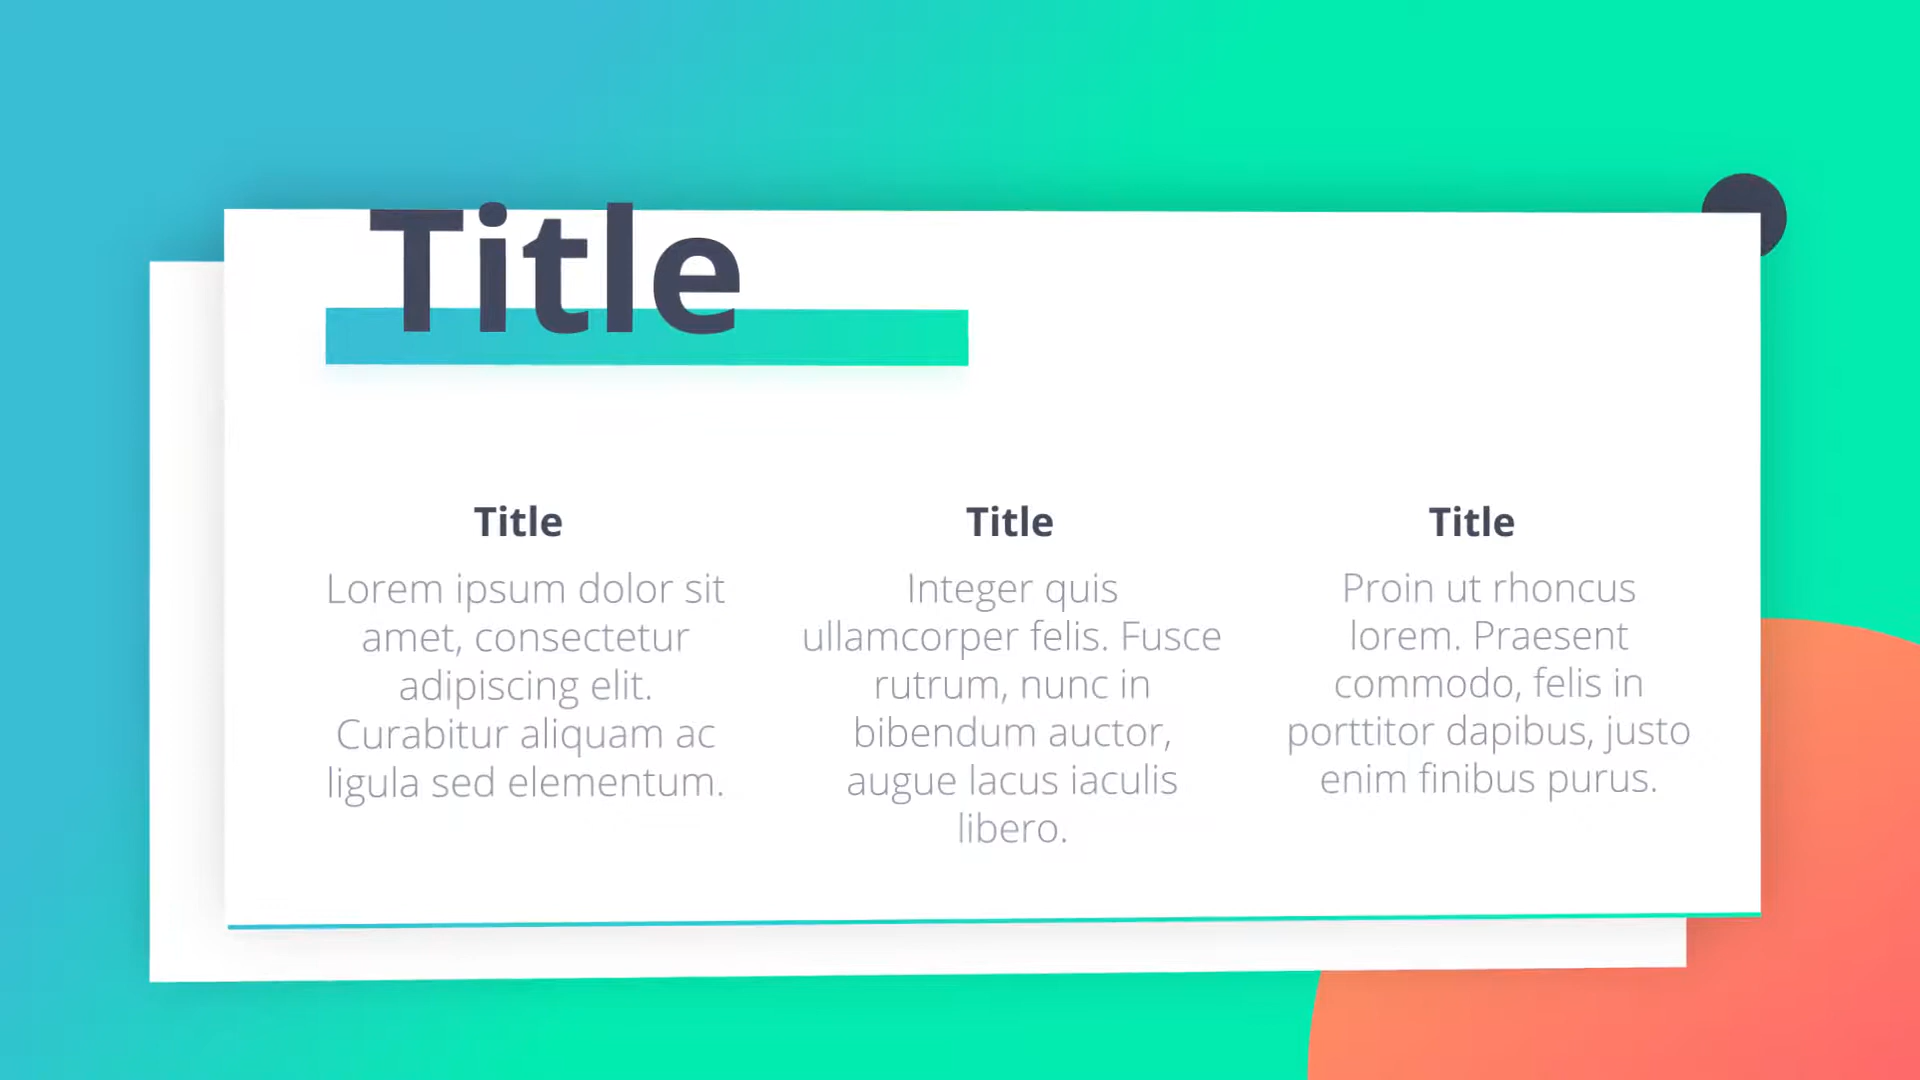 Title
Title
Lorem ipsum dolor sit
amet, consectetur
adipiscing elit.
Curabitur aliquam ac
ligula sed elementum.
Title
Integer quis
ullamcorper felis. Fusce
rutrum, nunc in
bibendum auctor,
augue lacus iaculis
libero.
Title
Proin ut rhoncus
lorem. Praesent
commodo, felis in
porttitor dapibus, justo
enim finibus purus.